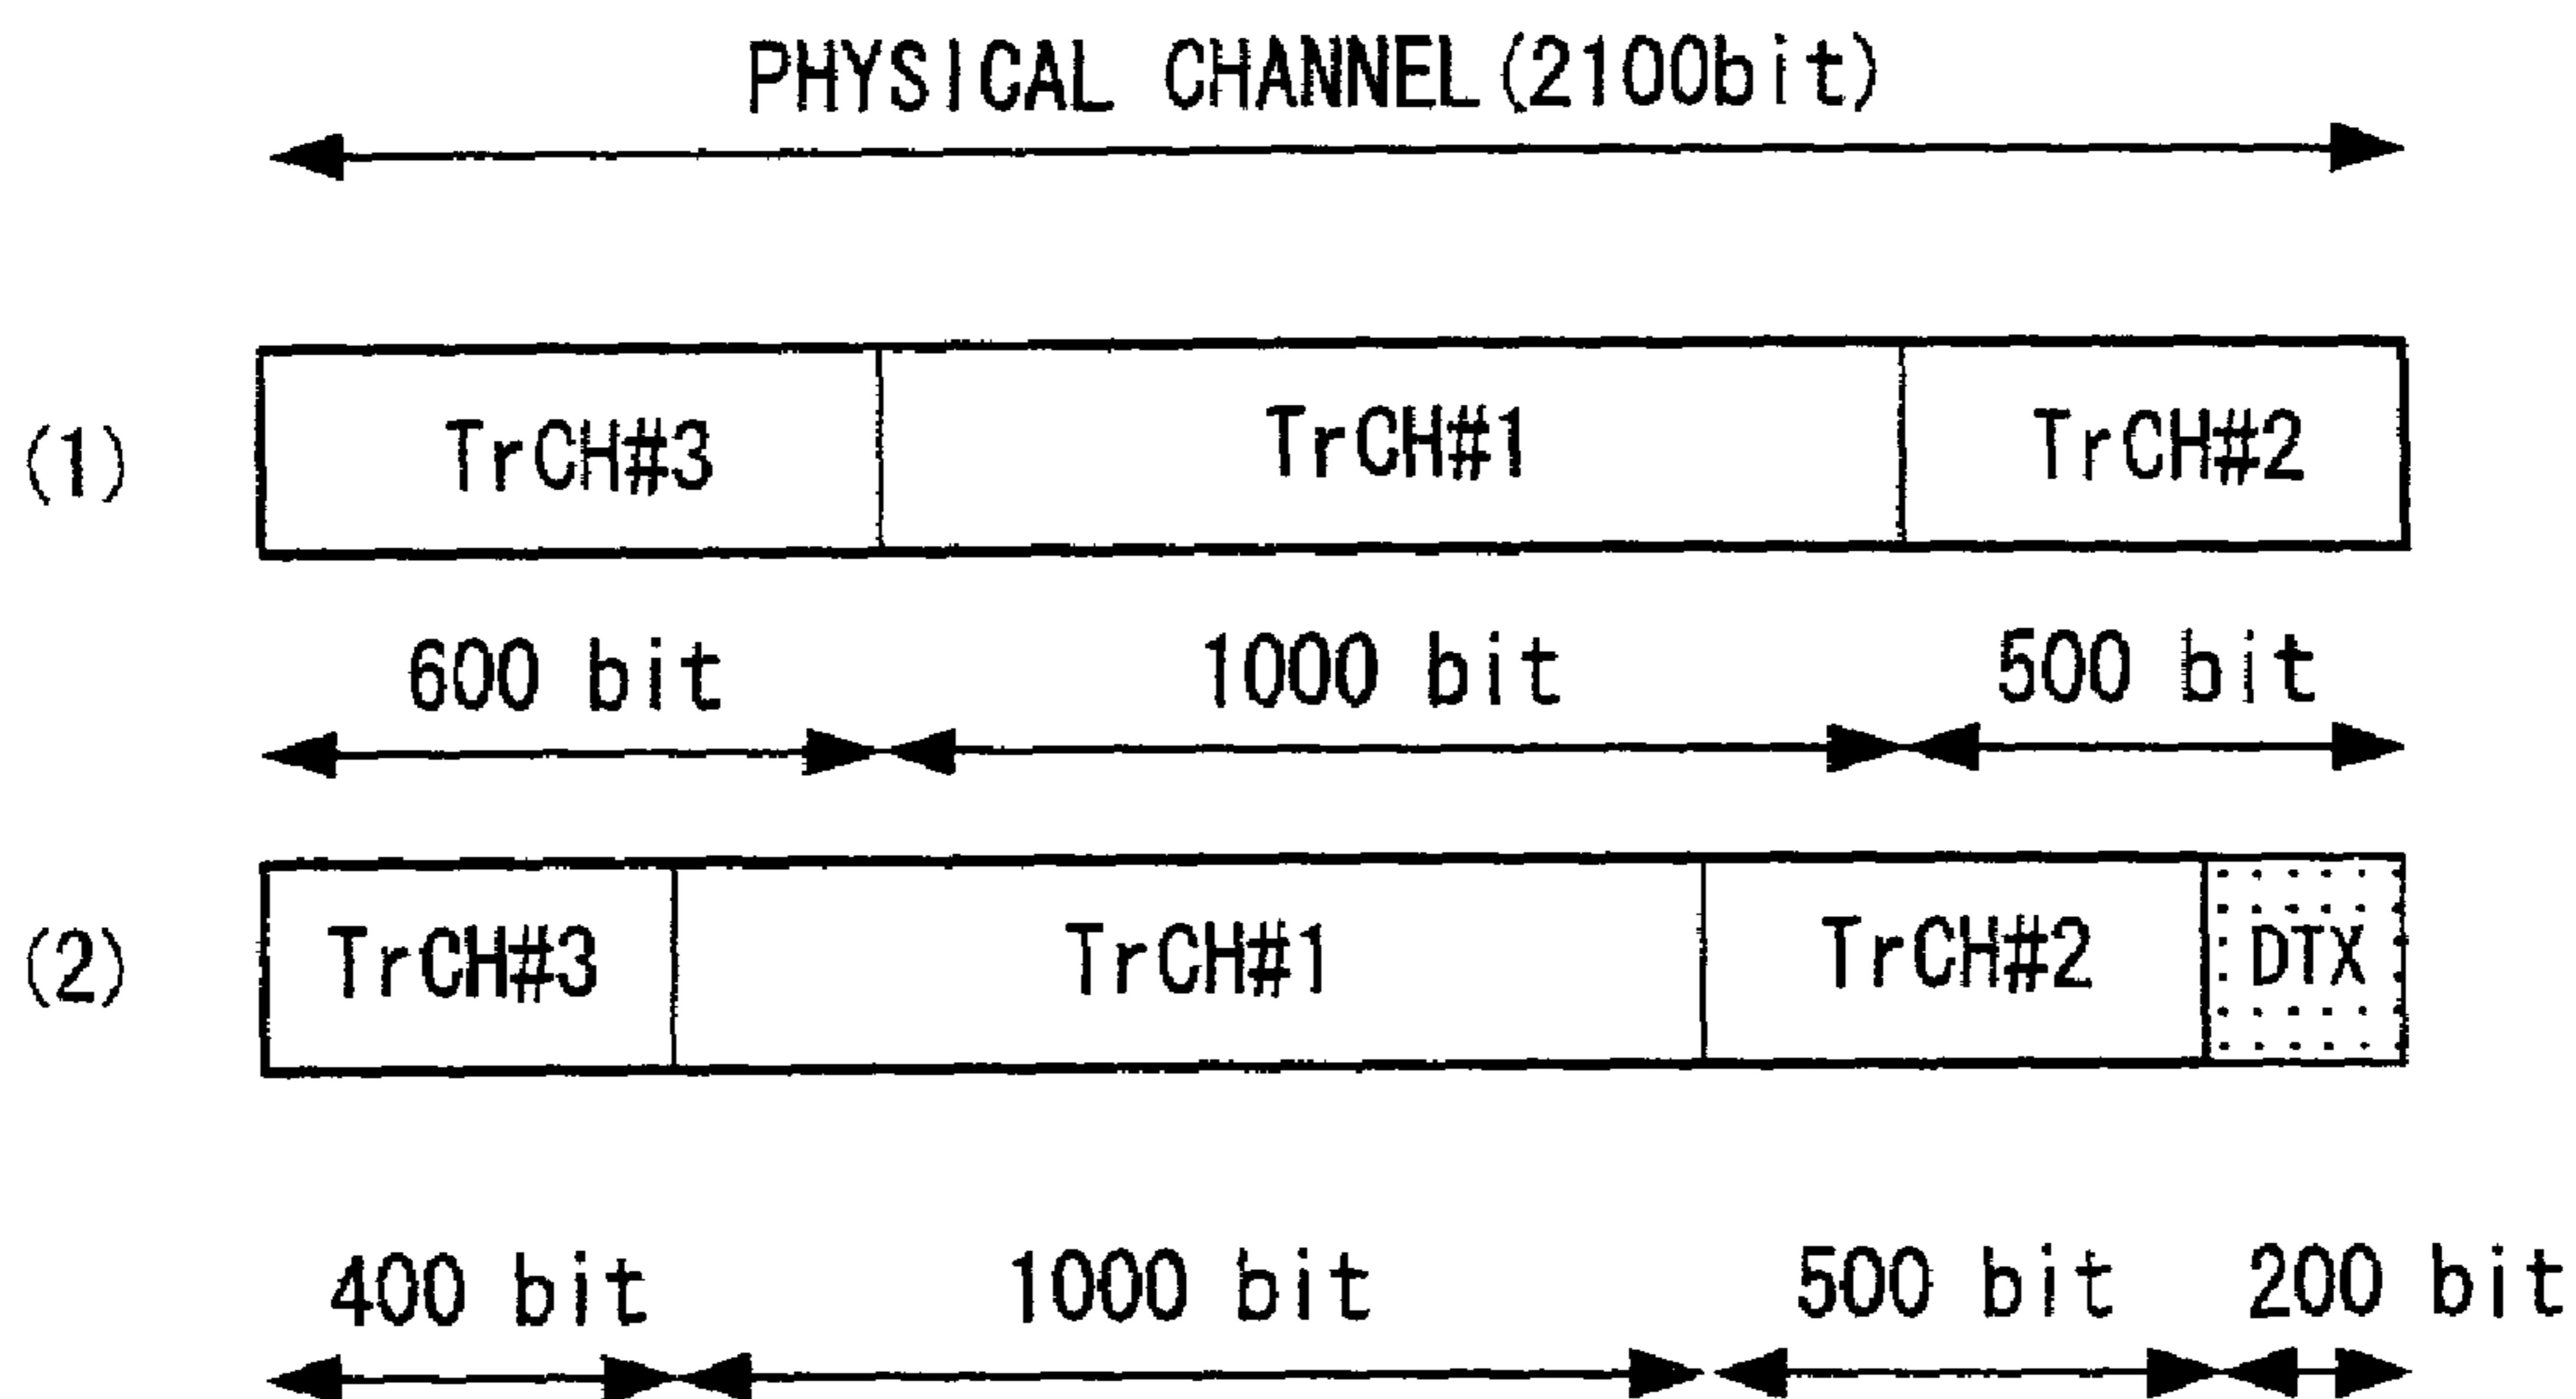 PHYSICAL CHANNEL(2100bit)
(1) TrCH#3 TrCH#1 TrCH#2
600 bit 1000 bit 500 bit
(2) TrCH#3 TrCH#1 TrCH#2 DTX
400 bit 1000 bit 500 bit 200 bit